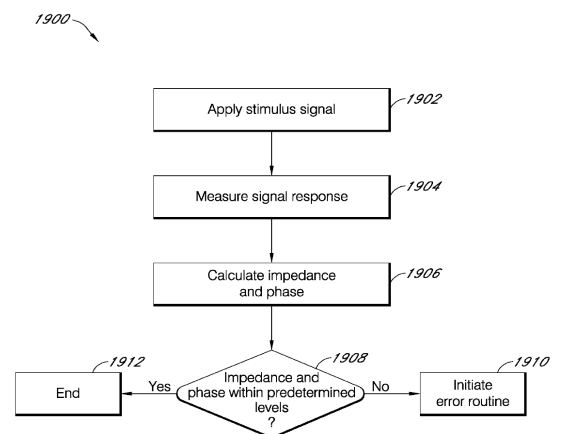 1900
Apply stimulus signal
1902
Measure signal response
1904
Calculate impedance
and phase
1906
Impedance and
phase within predetermined
levels
?
1908
Yes
No
End
1912
Initiate
error routine
1910